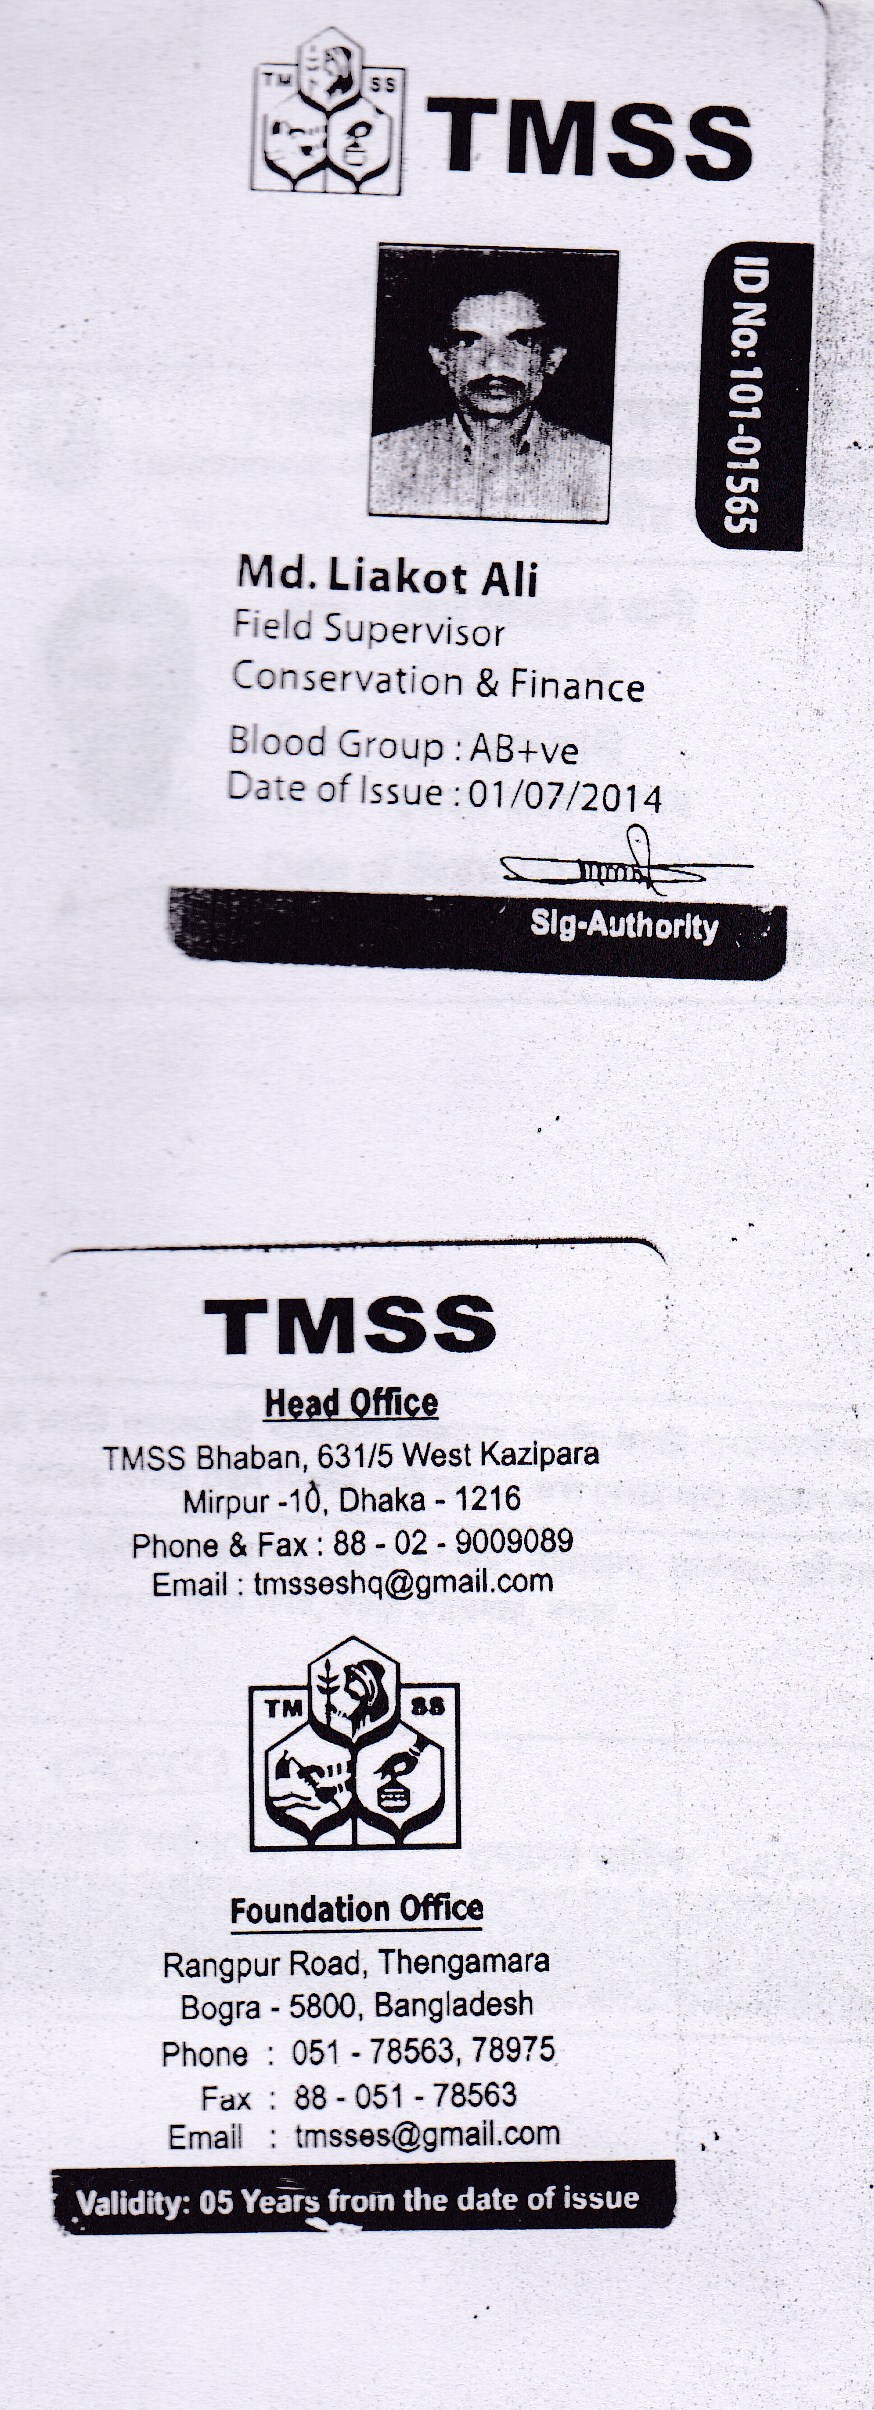 TM SS
TMSS
ID No: 101-01565
Md. Liakot Ali
Field Supervisor
Conservation & Finance
Blood Group : AB+ve
Date of Issue : 01/07/2014
Sig-Authority
TMSS
Head Office
TMSS Bhaban, 631/5 West Kazipara
Mirpur -10, Dhaka - 1216
Phone & Fax : 88 - 02 - 9009089
Email : tmsseshq@gmail.com
TM SS
Foundation Office
Rangpur Road, Thengamara
Bogra - 5800, Bangladesh
Phone : 051 - 78563, 78975
Fax : 88 - 051 - 78563
Email : tmsses@gmail.com
Validity: 05 Years from the date of issue